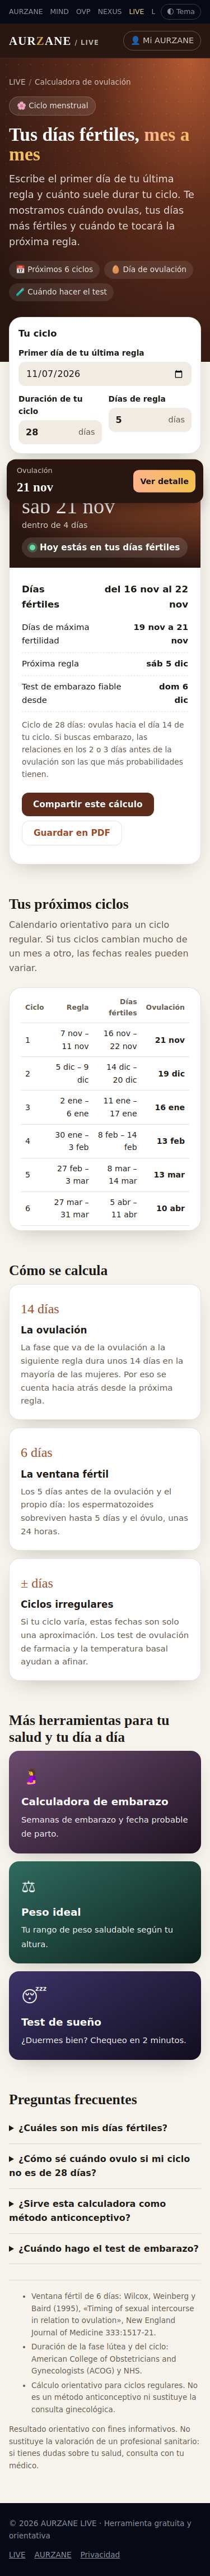 AURZANE MIND OVP NEXUS LIVE L Tema
AURZANE / LIVE Mi AURZANE
LIVE / Calculadora de ovulación
🌸 Ciclo menstrual
Tus días fértiles, mes a
mes
Escribe el primer día de tu última
regla y cuánto suele durar tu ciclo. Te
mostramos cuándo ovulas, tus días
más fértiles y cuándo te tocará la
próxima regla.
📅 Próximos 6 ciclos 🥚 Día de ovulación
🧪 Cuándo hacer el test
Tu ciclo
Primer día de tu última regla
11/07/2026
Duración de tu
ciclo
28 días
Días de regla
5 días
Ovulación
21 nov
Ver detalle
sáb 21 nov
dentro de 4 días
Hoy estás en tus días fértiles
Días
fértiles
del 16 nov al 22
nov
Días de máxima
fertilidad
19 nov a 21
nov
Próxima regla sáb 5 dic
Test de embarazo fiable
desde
dom 6
dic
Ciclo de 28 días: ovulas hacia el día 14 de
tu ciclo. Si buscas embarazo, las
relaciones en los 2 o 3 días antes de la
ovulación son las que más probabilidades
tienen.
Compartir este cálculo
Guardar en PDF
Tus próximos ciclos
Calendario orientativo para un ciclo
regular. Si tus ciclos cambian mucho de
un mes a otro, las fechas reales pueden
variar.
Ciclo Regla Días
fértiles Ovulación
1 7 nov –
11 nov 16 nov –
22 nov 21 nov
2 5 dic – 9
dic 14 dic –
20 dic 19 dic
3 2 ene –
6 ene 11 ene –
17 ene 16 ene
4 30 ene –
3 feb 8 feb – 14
feb 13 feb
5 27 feb –
3 mar 8 mar –
14 mar 13 mar
6 27 mar –
31 mar 5 abr –
11 abr 10 abr
Cómo se calcula
14 días
La ovulación
La fase que va de la ovulación a la
siguiente regla dura unos 14 días en la
mayoría de las mujeres. Por eso se
cuenta hacia atrás desde la próxima
regla.
6 días
La ventana fértil
Los 5 días antes de la ovulación y el
propio día: los espermatozoides
sobreviven hasta 5 días y el óvulo, unas
24 horas.
± días
Ciclos irregulares
Si tu ciclo varía, estas fechas son solo
una aproximación. Los test de ovulación
de farmacia y la temperatura basal
ayudan a afinar.
Más herramientas para tu
salud y tu día a día
Calculadora de embarazo
Semanas de embarazo y fecha probable
de parto.
Peso ideal
Tu rango de peso saludable según tu
altura.
Test de sueño
¿Duermes bien? Chequeo en 2 minutos.
Preguntas frecuentes
¿Cuáles son mis días fértiles?
¿Cómo sé cuándo ovulo si mi ciclo
no es de 28 días?
¿Sirve esta calculadora como
método anticonceptivo?
¿Cuándo hago el test de embarazo?
• Ventana fértil de 6 días: Wilcox, Weinberg y
Baird (1995), «Timing of sexual intercourse
in relation to ovulation», New England
Journal of Medicine 333:1517-21.
• Duración de la fase lútea y del ciclo:
American College of Obstetricians and
Gynecologists (ACOG) y NHS.
• Cálculo orientativo para ciclos regulares. No
es un método anticonceptivo ni sustituye la
consulta ginecológica.
Resultado orientativo con fines informativos. No
sustituye la valoración de un profesional sanitario:
si tienes dudas sobre tu salud, consulta con tu
médico.
© 2026 AURZANE LIVE · Herramienta gratuita y
orientativa
LIVE AURZANE Privacidad